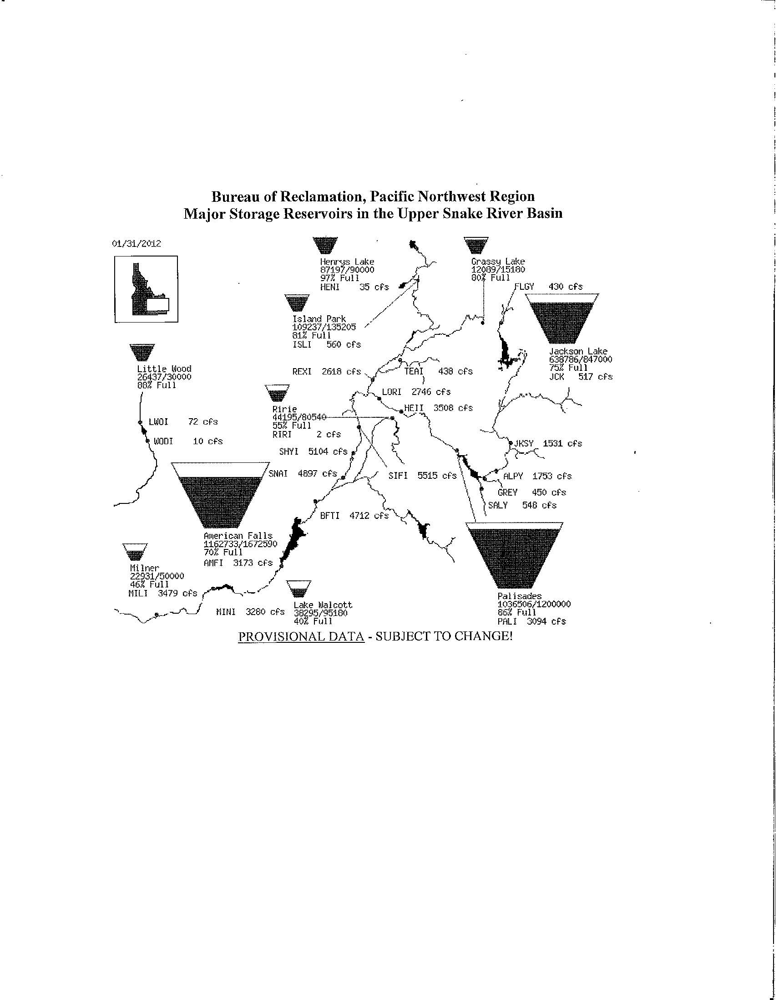 Bureau of Reclamation, Pacific Northwest Region
Major Storage Reservoirs in the Upper Snake River Basin
01/31/2012
Henrys Lake
87197/90000
97% Full
HENI 35 cfs
Grassy Lake
12089/15180
80% Full
FLGY 430 cfs
Island Park
109237/135205
81% Full
ISLI 560 cfs
Jackson Lake
638786/847000
75% Full
JCK 517 cfs
Little Wood
26437/30000
88% Full
REXI 2618 cfs
TEAI 438 cfs
LORI 2746 cfs
HEII 3508 cfs
Ririe
44195/80540
55% Full
RIRI 2 cfs
LWOI 72 cfs
WODI 10 cfs
JKSY 1531 cfs
SHYI 5104 cfs
SNAI 4897 cfs
SIFI 5515 cfs
ALPY 1753 cfs
GREY 450 cfs
SALY 548 cfs
BFTI 4712 cfs
American Falls
1162733/1672590
70% Full
AMFI 3173 cfs
Milner
22931/50000
46% Full
MILI 3479 cfs
MINI 3280 cfs
Lake Walcott
38295/95180
40% Full
Palisades
1036506/1200000
86% Full
PALI 3094 cfs
PROVISIONAL DATA - SUBJECT TO CHANGE!